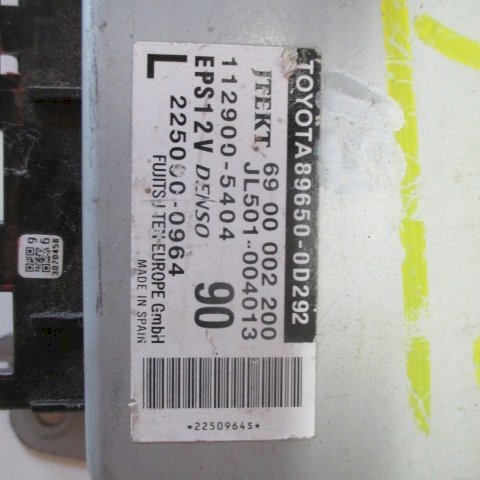 TOYOTA 89650-0D292
69 00 002 200
JTEKT JL501-004013
112900-5404 90
EPS12V DENSO
225000-0964
L FUJITSU TEN EUROPE GmbH
MADE IN SPAIN
*2250964S*
3070458